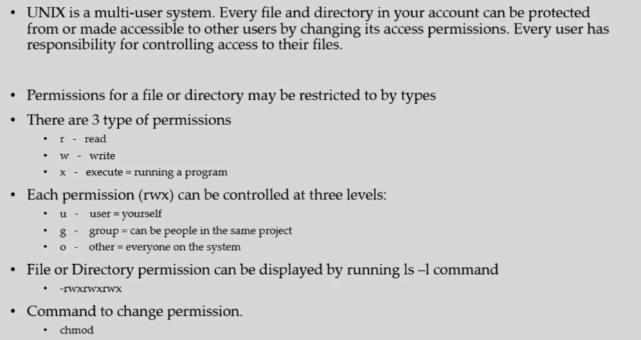 • UNIX is a multi-user system. Every file and directory in your account can be protected
from or made accessible to other users by changing its access permissions. Every user has
responsibility for controlling access to their files.
• Permissions for a file or directory may be restricted to by types
• There are 3 type of permissions
• r - read
• w - write
• x - execute = running a program
• Each permission (rwx) can be controlled at three levels:
• u - user = yourself
• g - group = can be people in the same project
• o - other = everyone on the system
• File or Directory permission can be displayed by running ls –l command
• -rwxrwxrwx
• Command to change permission.
• chmod